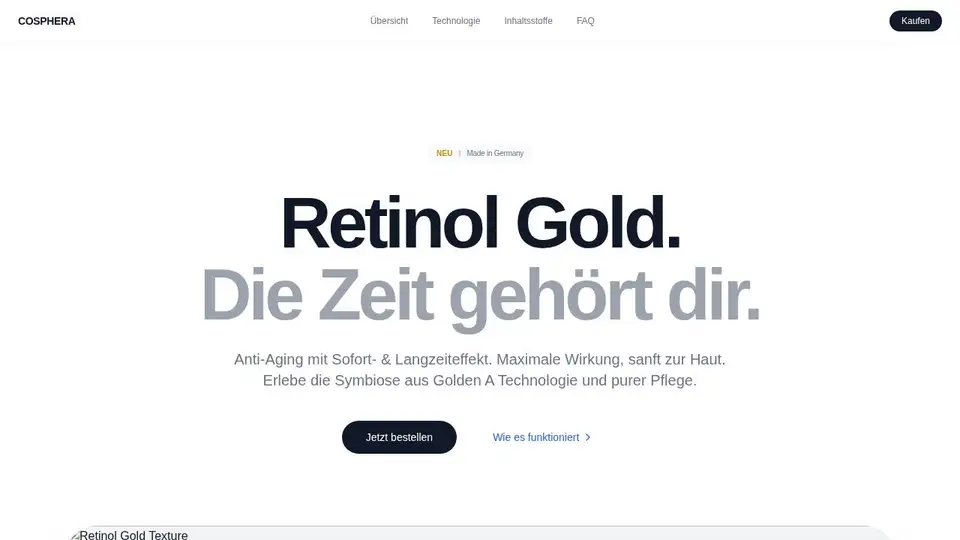 COSPHERA
Übersicht
Technologie
Inhaltsstoffe
FAQ
Kaufen
NEU | Made in Germany
Retinol Gold.
Die Zeit gehört dir.
Anti-Aging mit Sofort- & Langzeiteffekt. Maximale Wirkung, sanft zur Haut.
Erlebe die Symbiose aus Golden A Technologie und purer Pflege.
Jetzt bestellen
Wie es funktioniert
Retinol Gold Texture